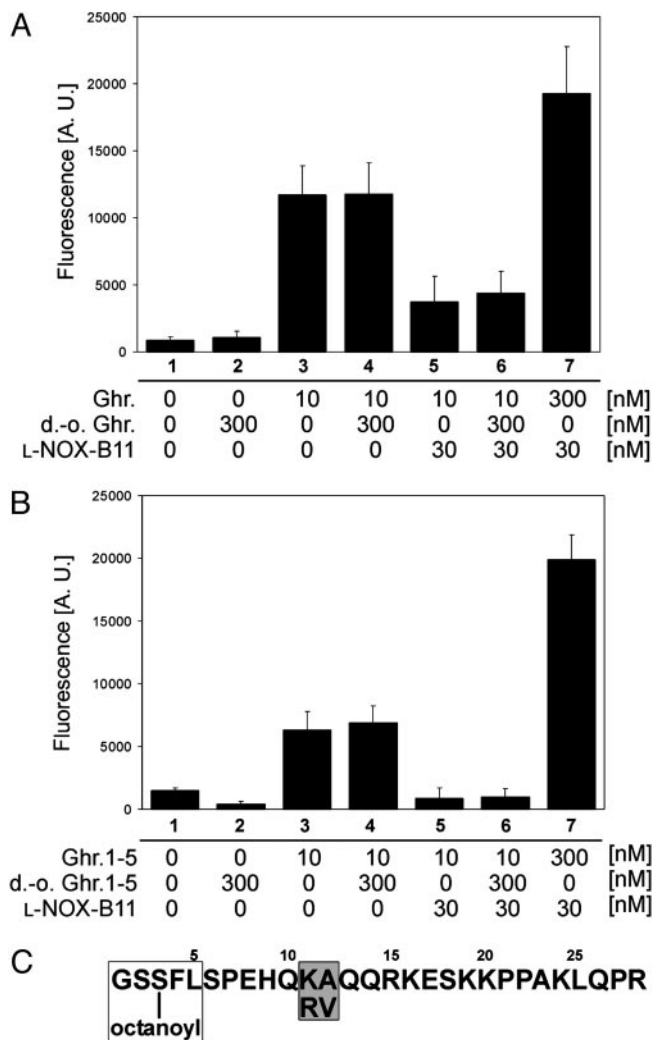 A
25000
20000
15000
10000
5000
0
Fluorescence [A. U.]
1 2 3 4 5 6 7
Ghr. 0 0 10 10 10 10 300 [nM]
d.-o. Ghr. 0 300 0 300 0 300 0 [nM]
L-NOX-B11 0 0 0 0 30 30 30 [nM]
B
25000
20000
15000
10000
5000
0
Fluorescence [A. U.]
1 2 3 4 5 6 7
Ghr.1-5 0 0 10 10 10 10 300 [nM]
d.-o. Ghr.1-5 0 300 0 300 0 300 0 [nM]
L-NOX-B11 0 0 0 0 30 30 30 [nM]
C
5 10 15 20 25
GSSFLSPEHQKAQQRKESKKPPAKLQPR
RV
octanoyl